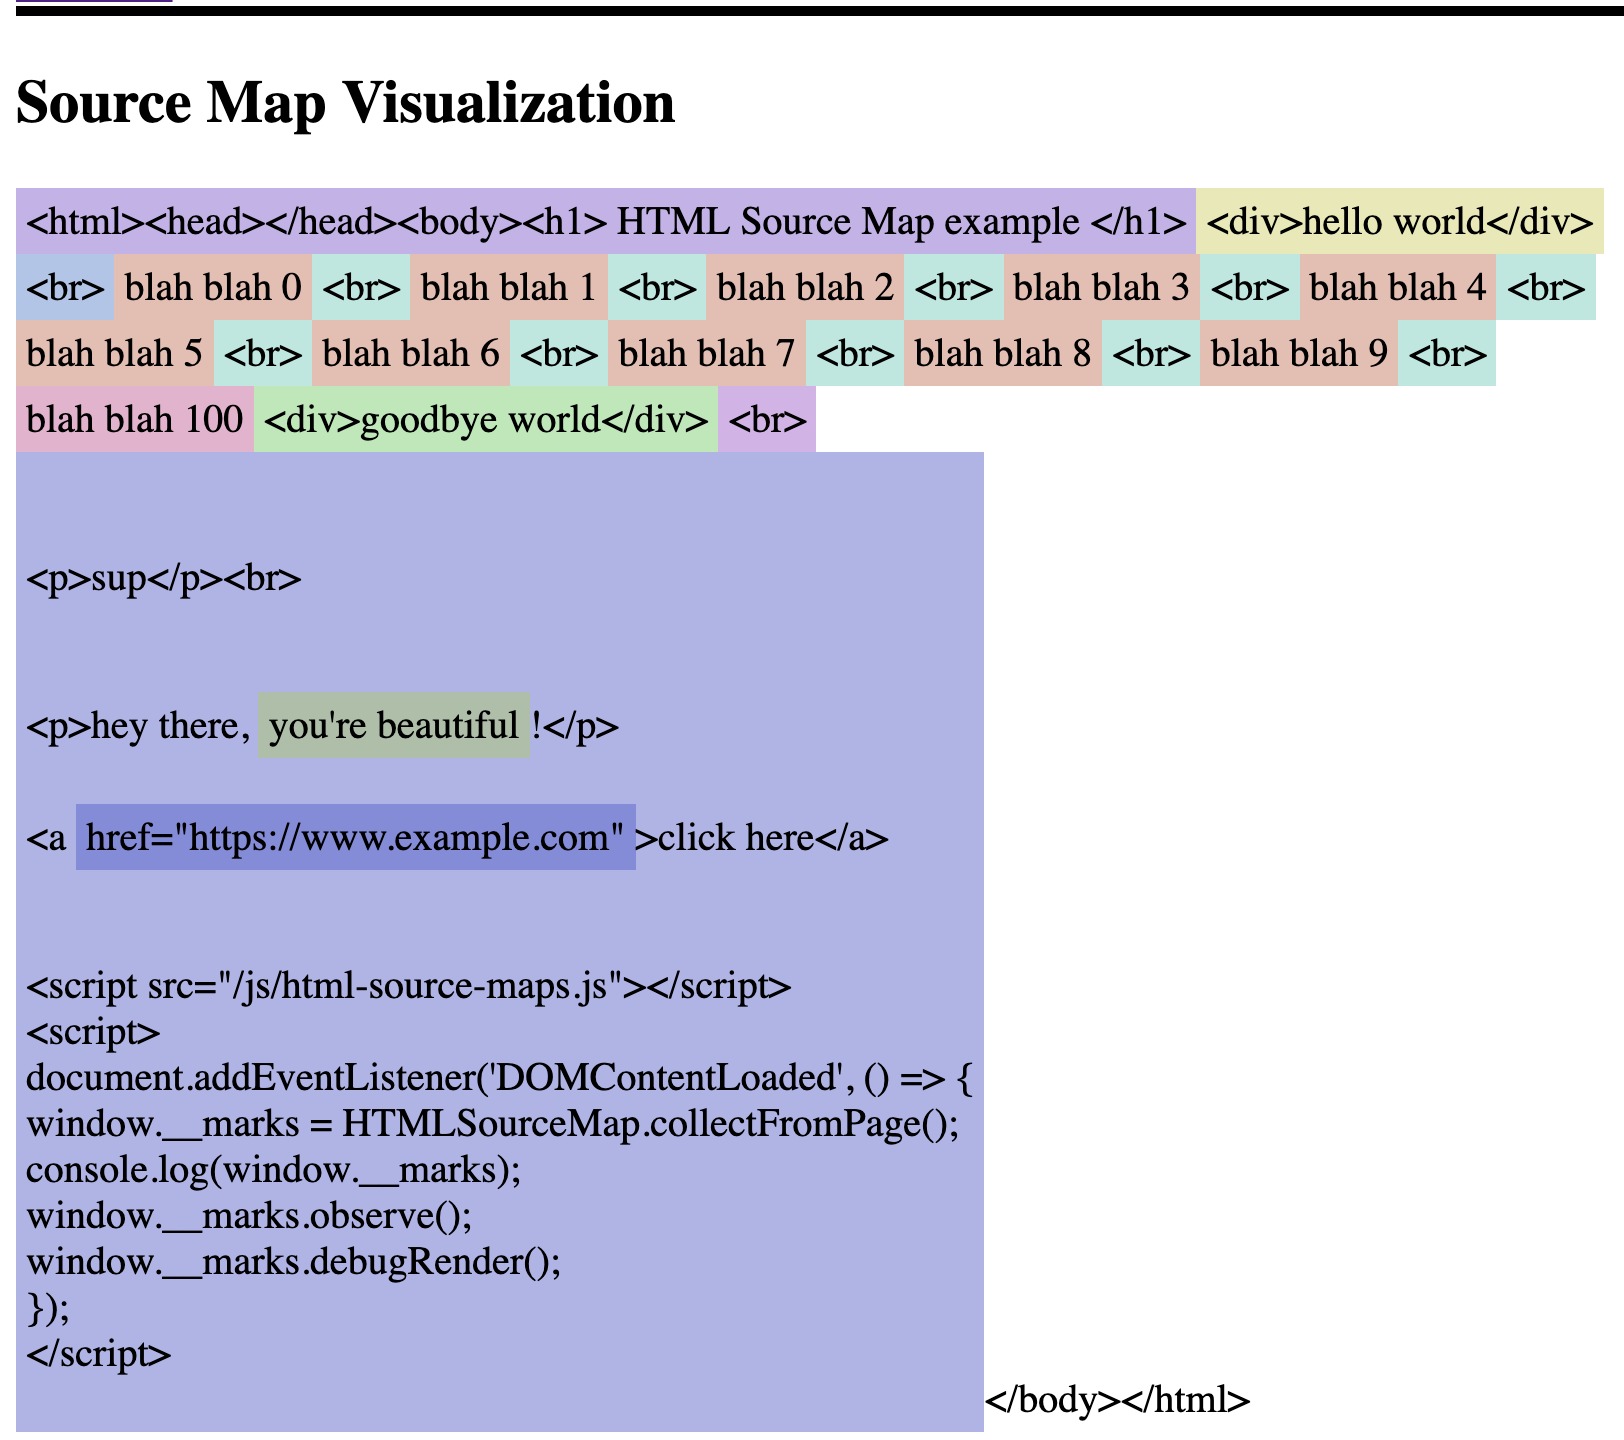 Source Map Visualization
<html><head></head><body><h1> HTML Source Map example </h1> <div>hello world</div>
<br> blah blah 0 <br> blah blah 1 <br> blah blah 2 <br> blah blah 3 <br> blah blah 4 <br>
blah blah 5 <br> blah blah 6 <br> blah blah 7 <br> blah blah 8 <br> blah blah 9 <br>
blah blah 100 <div>goodbye world</div> <br>
<p>sup</p><br>
<p>hey there, you're beautiful !</p>
<a href="https://www.example.com" >click here</a>
<script src="/js/html-source-maps.js"></script>
<script>
document.addEventListener('DOMContentLoaded', () => {
window.__marks = HTMLSourceMap.collectFromPage();
console.log(window.__marks);
window.__marks.observe();
window.__marks.debugRender();
});
</script>
</body></html>